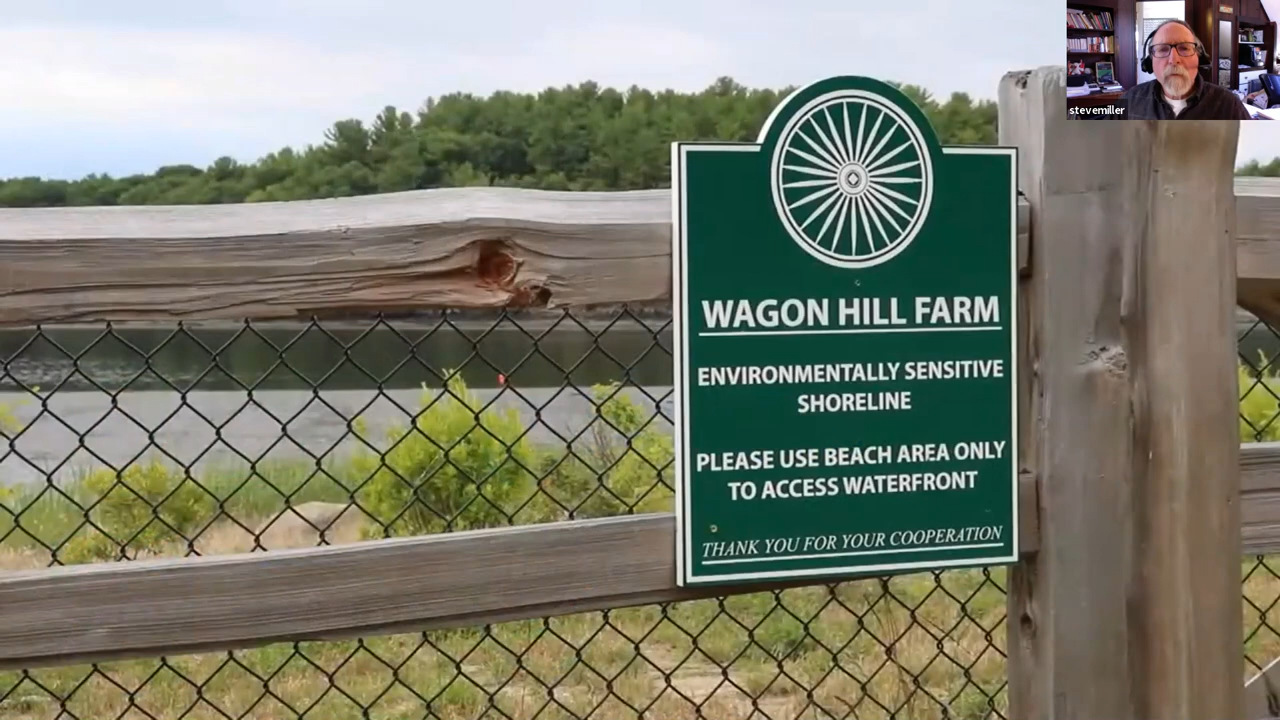 stevemiller
WAGON HILL FARM
ENVIRONMENTALLY SENSITIVE
SHORELINE
PLEASE USE BEACH AREA ONLY
TO ACCESS WATERFRONT
THANK YOU FOR YOUR COOPERATION